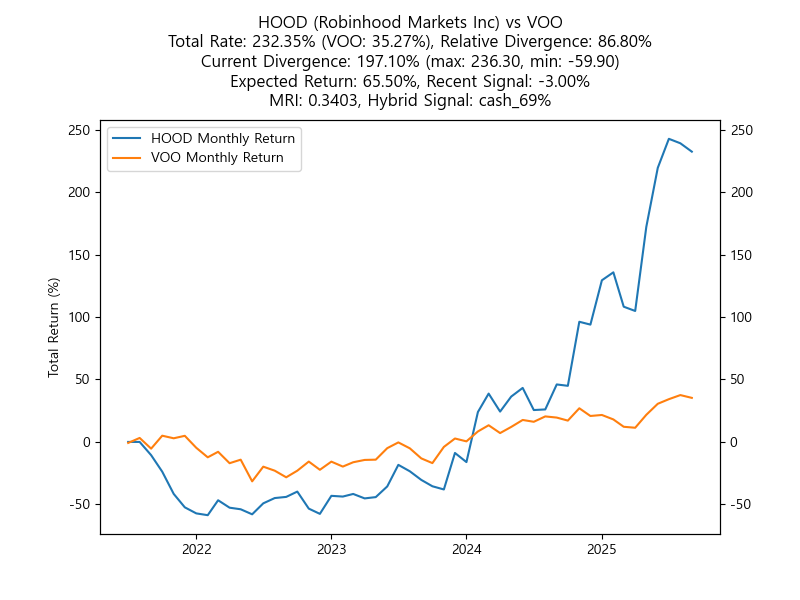 HOOD (Robinhood Markets Inc) vs VOO
Total Rate: 232.35% (VOO: 35.27%), Relative Divergence: 86.80%
Current Divergence: 197.10% (max: 236.30, min: -59.90)
Expected Return: 65.50%, Recent Signal: -3.00%
MRI: 0.3403, Hybrid Signal: cash_69%
HOOD Monthly Return
VOO Monthly Return
Total Return (%)
250
200
150
100
50
0
-50
250
200
150
100
50
0
-50
2022
2023
2024
2025